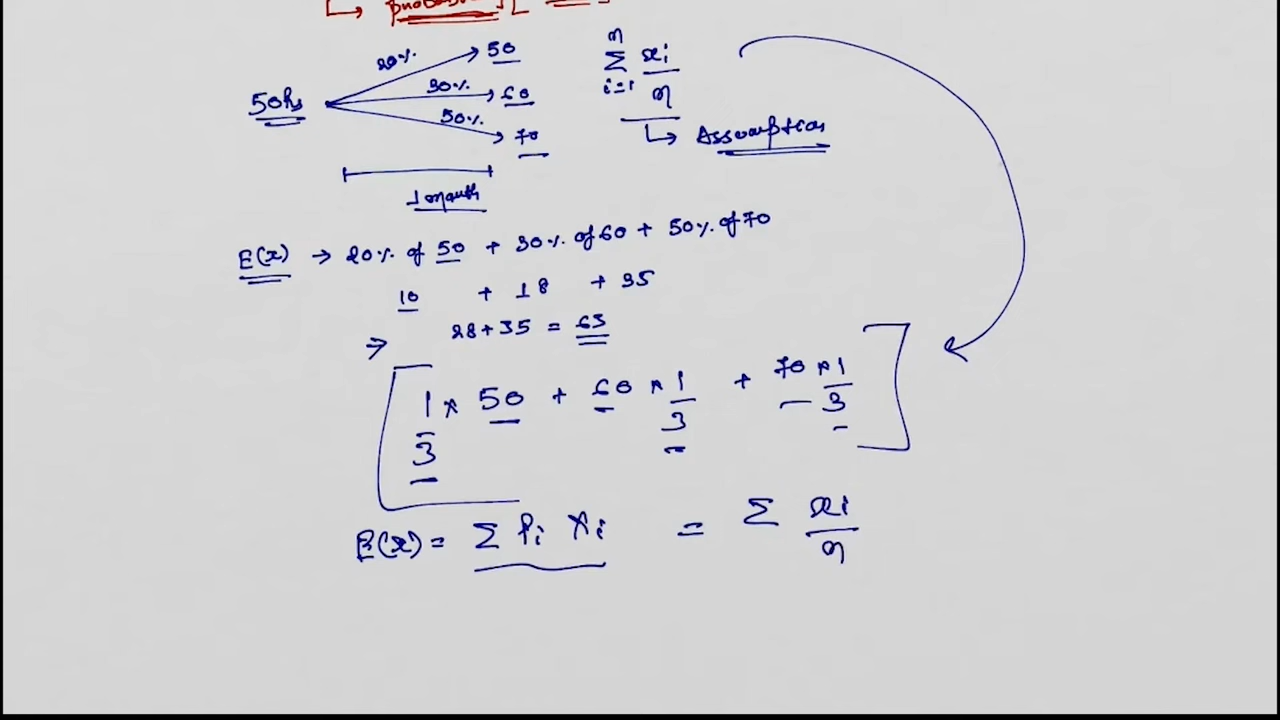 20% 50
50Rs 30% 60
50% 70
n
Σ xi/n
i=1
↳ Assumption
1 month
E(x) → 20% of 50 + 30% of 60 + 50% of 70
10 + 18 + 35
⇒ 28+35 = 63
[ 1/3 × 50 + 60 × 1/3 + 70 × 1/3 ]
E(x) = Σ Pi Xi = Σ xi/n